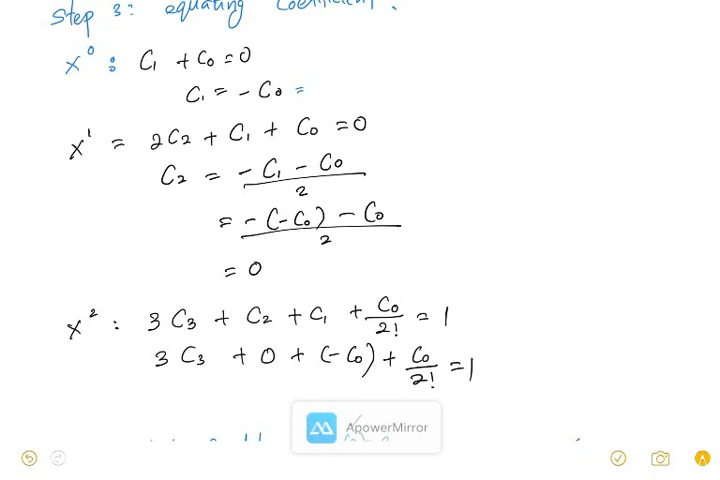 Step 3: equating Coefficient.
x⁰ : C₁ + C₀ = 0
C₁ = - C₀ =
x¹ = 2C₂ + C₁ + C₀ = 0
C₂ = (- C₁ - C₀)/2
= (- (-C₀) - C₀)/2
= 0
x² : 3C₃ + C₂ + C₁ + C₀/2! = 1
3C₃ + 0 + (-C₀) + C₀/2! = 1
ApowerMirror